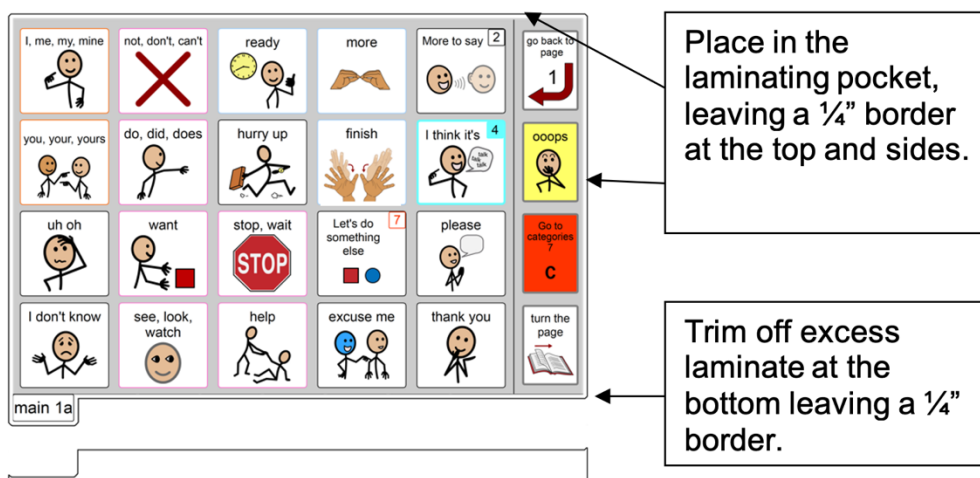 I, me, my, mine
not, don't, can't
ready
more
More to say 2
go back to
page
1
you, your, yours
do, did, does
hurry up
finish
I think it's 4
talk
talk
talk
ooops
uh oh
want
stop, wait
STOP
Let's do 7
something
else
please
Go to
categories
7
C
I don't know
see, look,
watch
help
excuse me
thank you
turn the
page
main 1a
Place in the
laminating pocket,
leaving a ¼” border
at the top and sides.
Trim off excess
laminate at the
bottom leaving a ¼”
border.